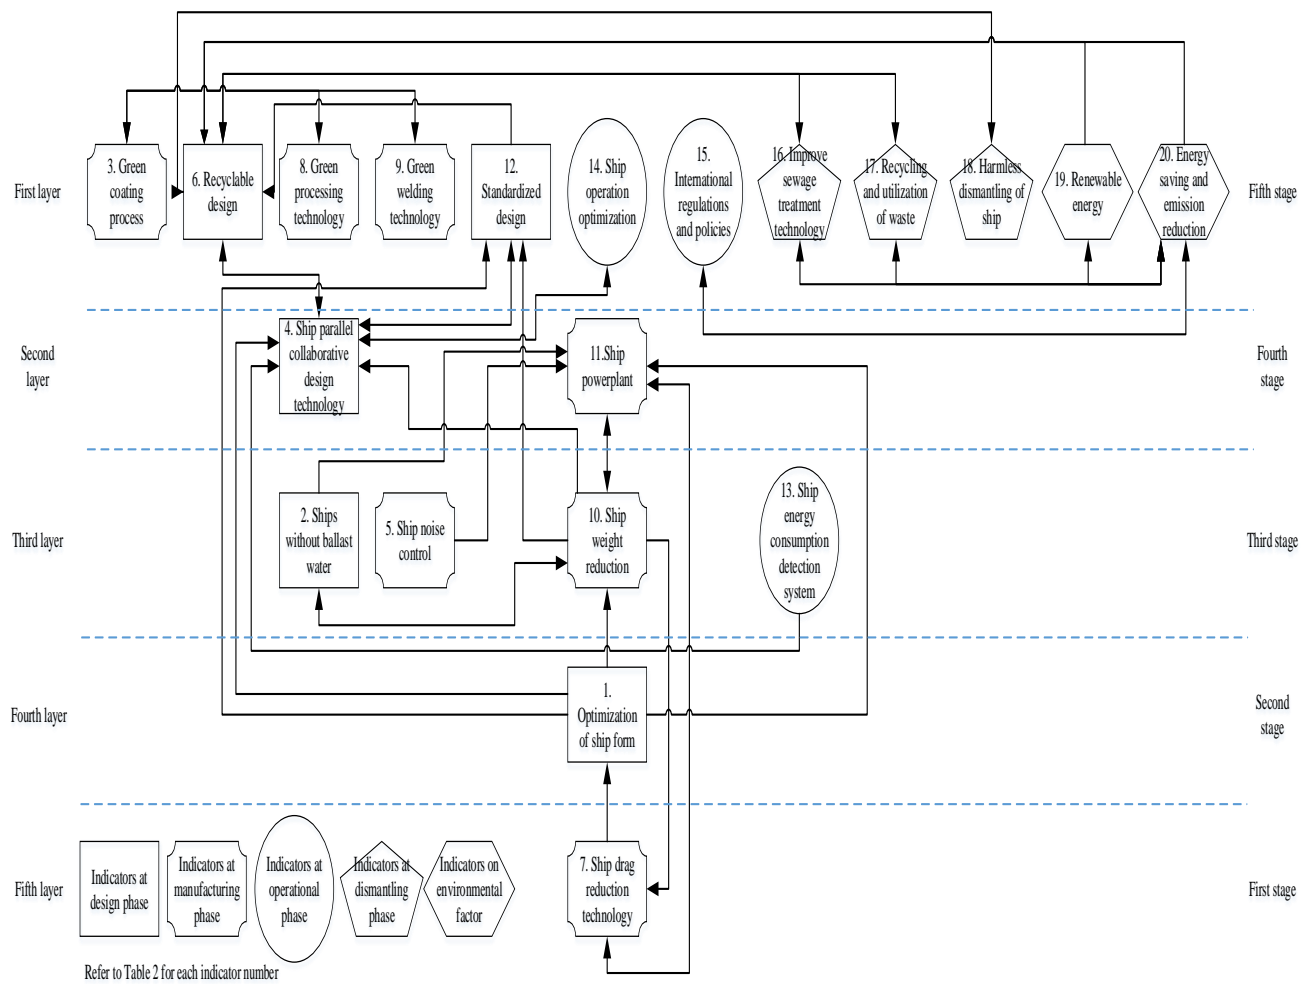 First layer
3. Green
coating
process
6. Recyclable
design
8. Green
processing
technology
9. Green
welding
technology
12.
Standardized
design
14. Ship
operation
optimization
15.
International
regulations
and policies
16. Improve
sewage
treatment
technology
17. Recycling
and utilization
of waste
18. Harmless
dismantling of
ship
19. Renewable
energy
20. Energy
saving and
emission
reduction
Fifth stage
Second
layer
4. Ship parallel
collaborative
design
technology
11.Ship
powerplant
Fourth
stage
Third layer
2. Ships
without ballast
water
5. Ship noise
control
10. Ship
weight
reduction
13. Ship
energy
consumption
detection
system
Third stage
Fourth layer
1.
Optimization
of ship form
Second
stage
Fifth layer
Indicators at
design phase
Indicators at
manufacturing
phase
Indicators at
operational
phase
Indicators at
dismantling
phase
Indicators on
environmental
factor
7. Ship drag
reduction
technology
First stage
Refer to Table 2 for each indicator number